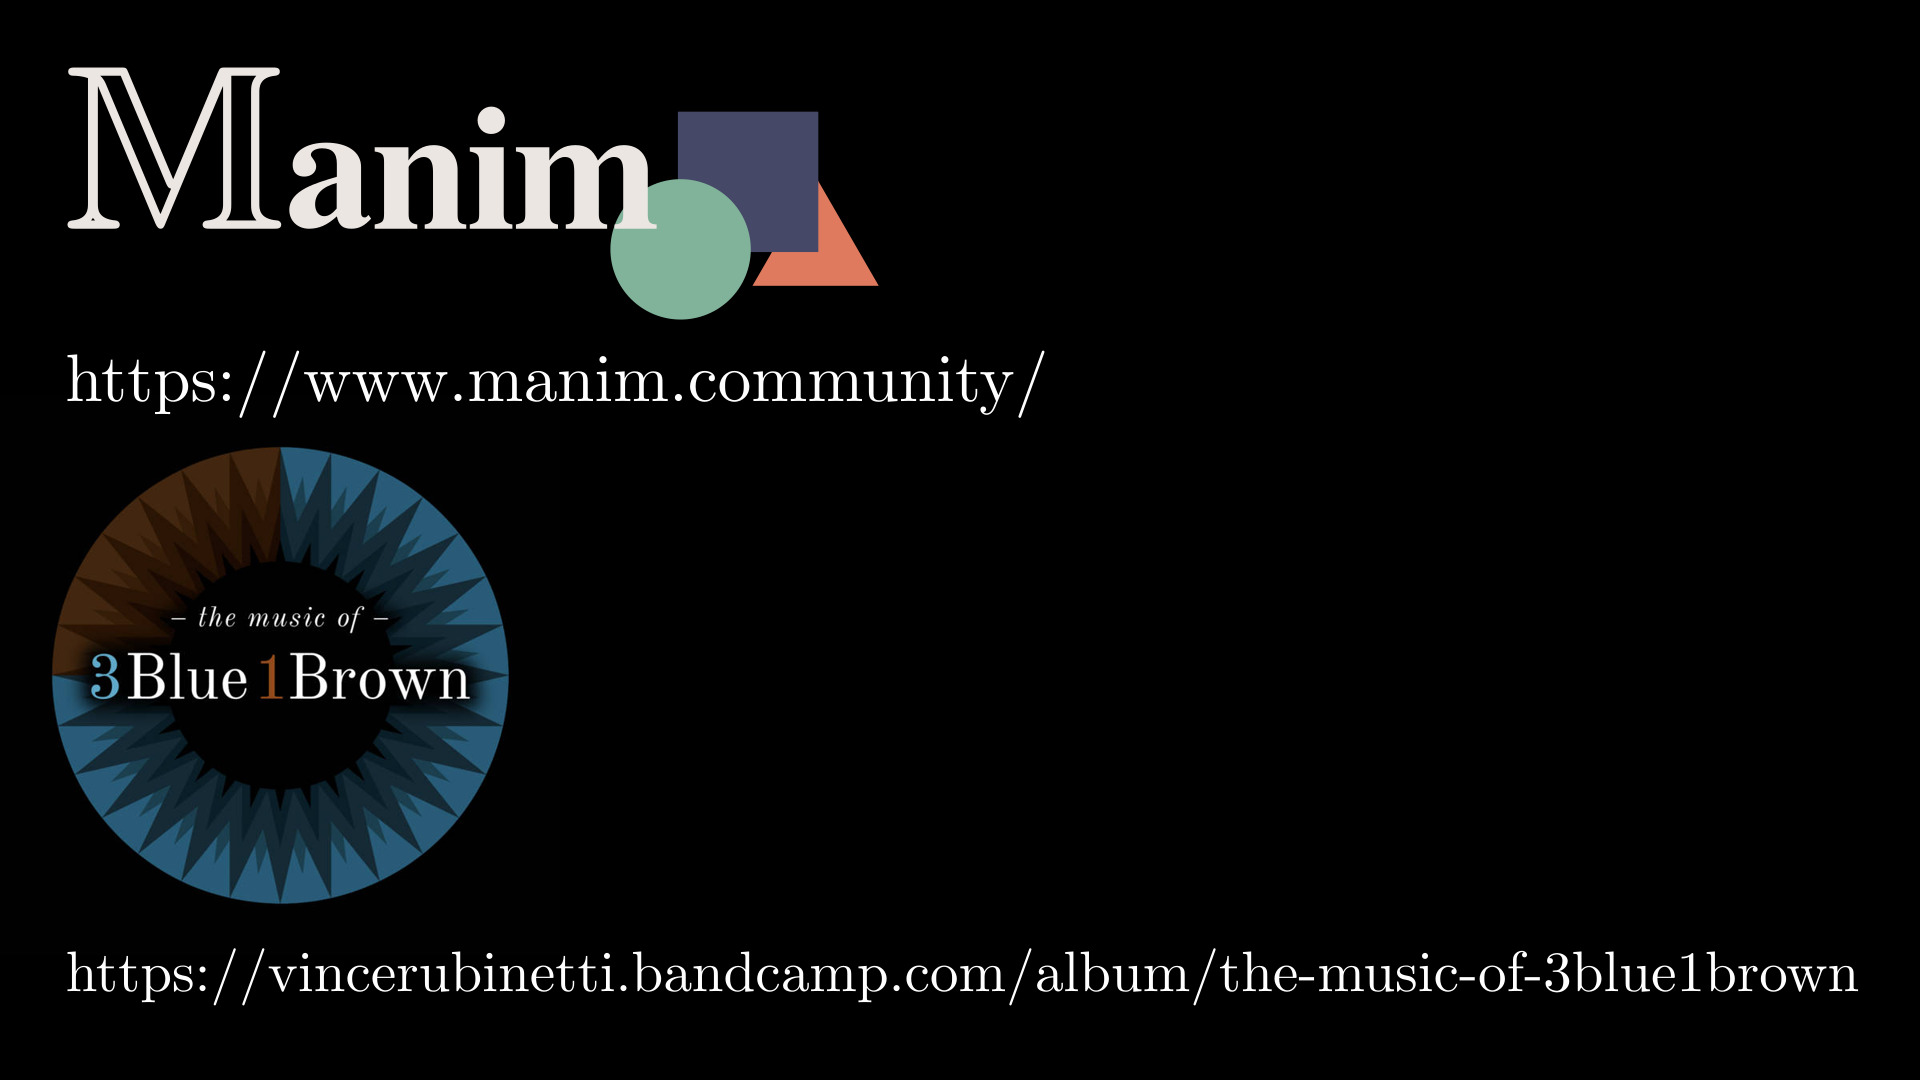 Manim
https://www.manim.community/
– the music of –
3Blue1Brown
https://vincerubinetti.bandcamp.com/album/the-music-of-3blue1brown